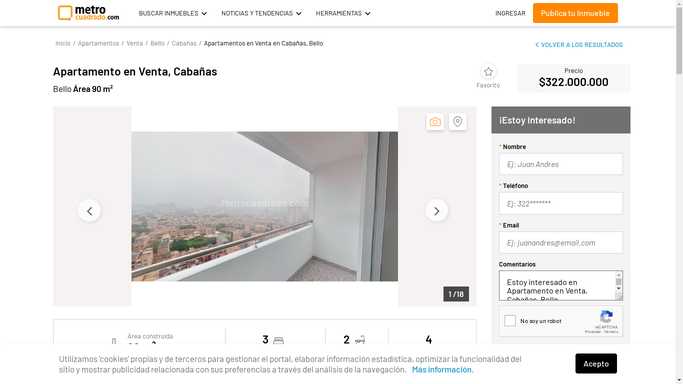 metro
cuadrado.com
BUSCAR INMUEBLES
NOTICIAS Y TENDENCIAS
HERRAMIENTAS
INGRESAR
Publica tu Inmueble
Inicio / Apartamentos / Venta / Bello / Cabañas / Apartamentos en Venta en Cabañas, Bello
VOLVER A LOS RESULTADOS
Apartamento en Venta, Cabañas
Bello Área 90 m²
Favorito
Precio
$322.000.000
Metrocuadrado.com
1 /18
¡Estoy Interesado!
* Nombre
Ej: Juan Andres
* Teléfono
Ej: 322*******
* Email
Ej: juanandres@email.com
Comentarios
Estoy interesado en
Apartamento en Venta,
Cabañas, Bello
No soy un robot
reCAPTCHA
Privacidad - Términos
Área construida
3
2
4
Utilizamos 'cookies' propias y de terceros para gestionar el portal, elaborar información estadística, optimizar la funcionalidad del
sitio y mostrar publicidad relacionada con sus preferencias a través del análisis de la navegación. Más información.
Acepto